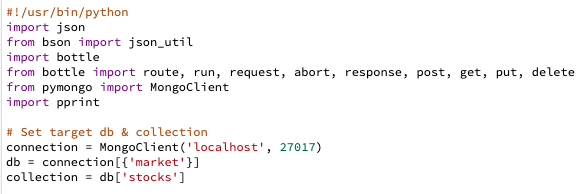 #!/usr/bin/python
import json
from bson import json_util
import bottle
from bottle import route, run, request, abort, response, post, get, put, delete
from pymongo import MongoClient
import pprint

# Set target db & collection
connection = MongoClient('localhost', 27017)
db = connection[{'market'}]
collection = db['stocks']